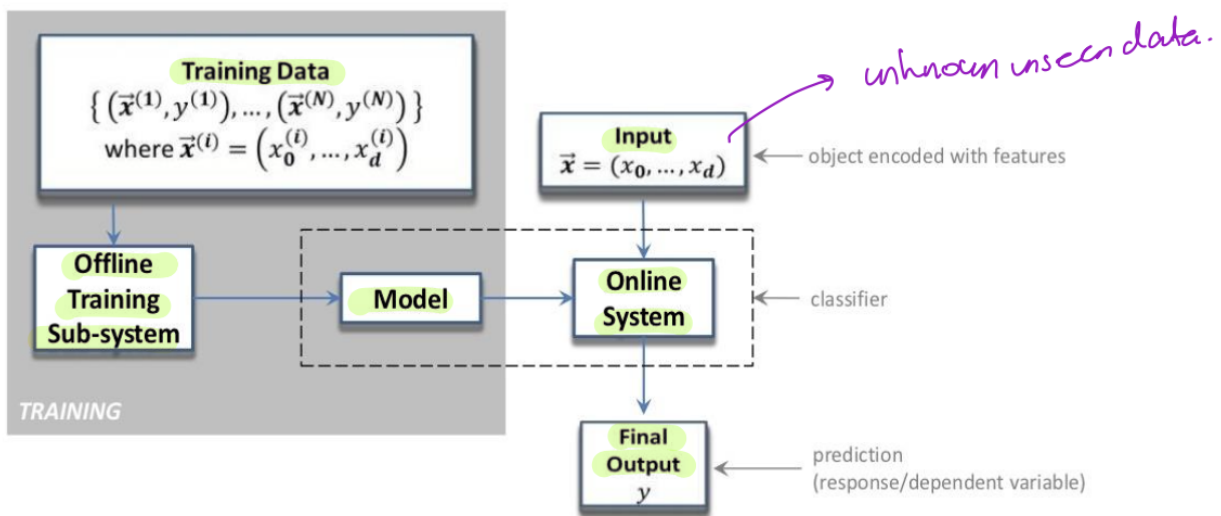 Training Data
{ (x⃗⁽¹⁾, y⁽¹⁾), ..., (x⃗⁽ᴺ⁾, y⁽ᴺ⁾) }
where x⃗⁽ⁱ⁾ = (x₀⁽ⁱ⁾, ..., x_d⁽ⁱ⁾)
unknown unseen data.
Input
x⃗ = (x₀, ..., x_d)
object encoded with features
Offline
Training
Sub-system
Model
Online
System
classifier
TRAINING
Final
Output
y
prediction
(response/dependent variable)